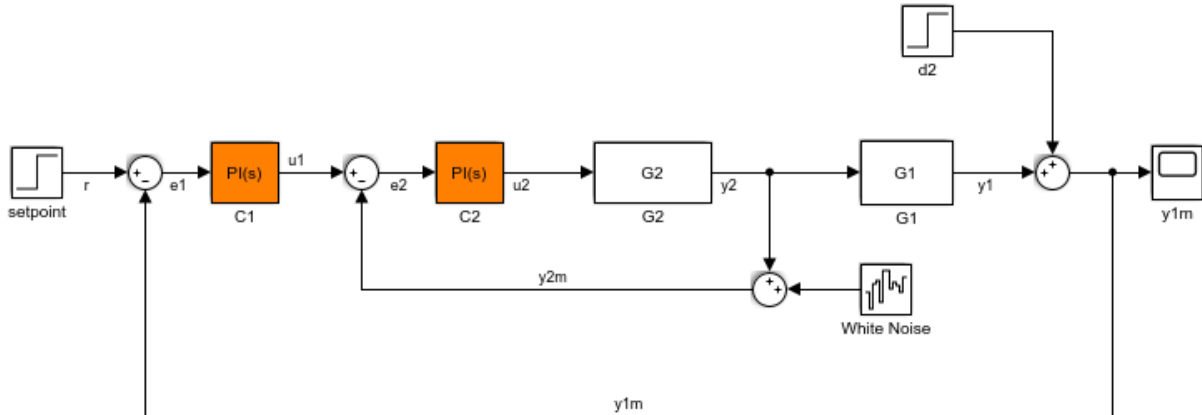 d2
PI(s)
u1
PI(s)
G2
G1
r
e1
e2
u2
y2
y1
setpoint
C1
C2
G2
G1
y1m
y2m
White Noise
y1m